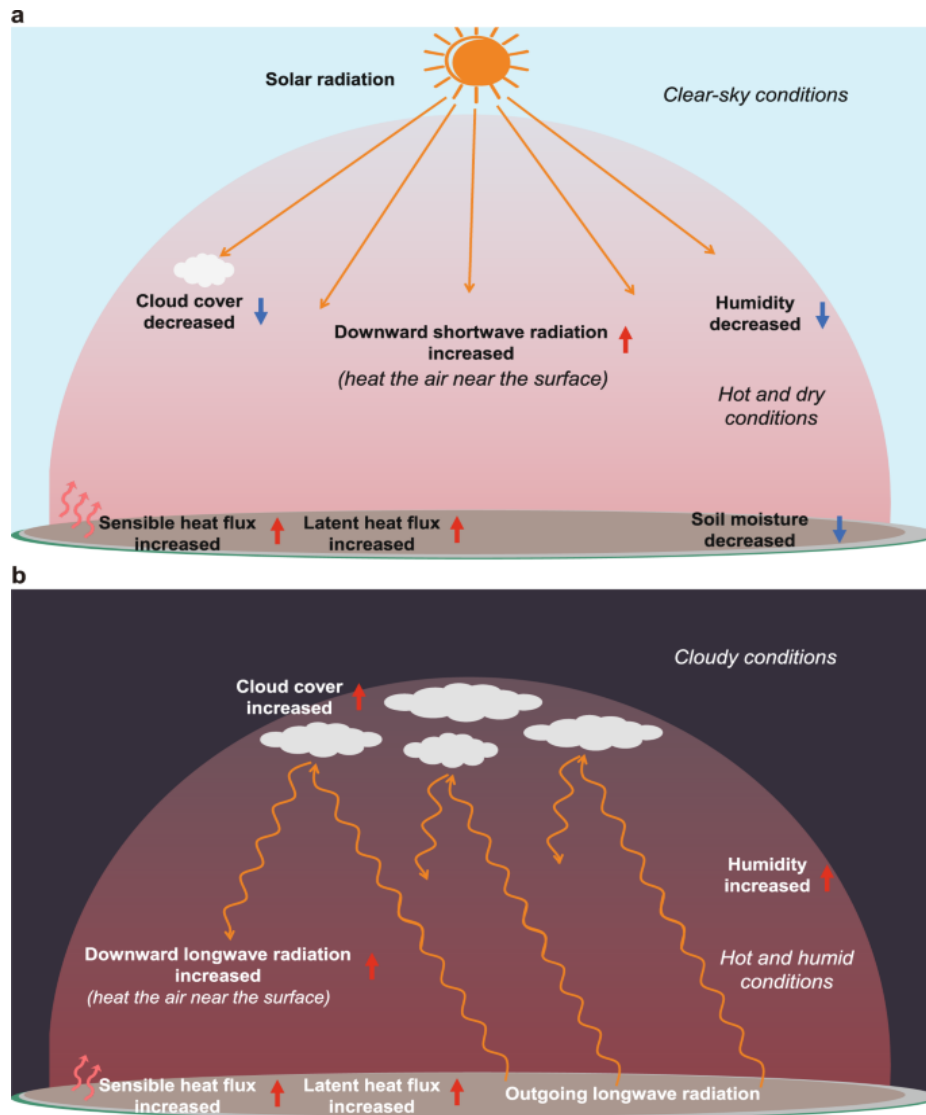 a
Solar radiation
Clear-sky conditions
Cloud cover
decreased
Humidity
decreased
Downward shortwave radiation
increased
(heat the air near the surface)
Hot and dry
conditions
Sensible heat flux
increased
Latent heat flux
increased
Soil moisture
decreased
b
Cloudy conditions
Cloud cover
increased
Humidity
increased
Downward longwave radiation
increased
(heat the air near the surface)
Hot and humid
conditions
Sensible heat flux
increased
Latent heat flux
increased
Outgoing longwave radiation